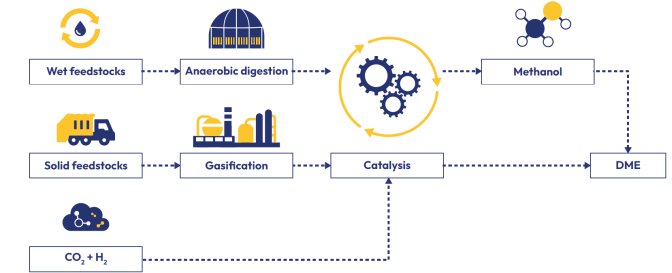 Wet feedstocks
Anaerobic digestion
Methanol
Solid feedstocks
Gasification
Catalysis
DME
CO₂ + H₂